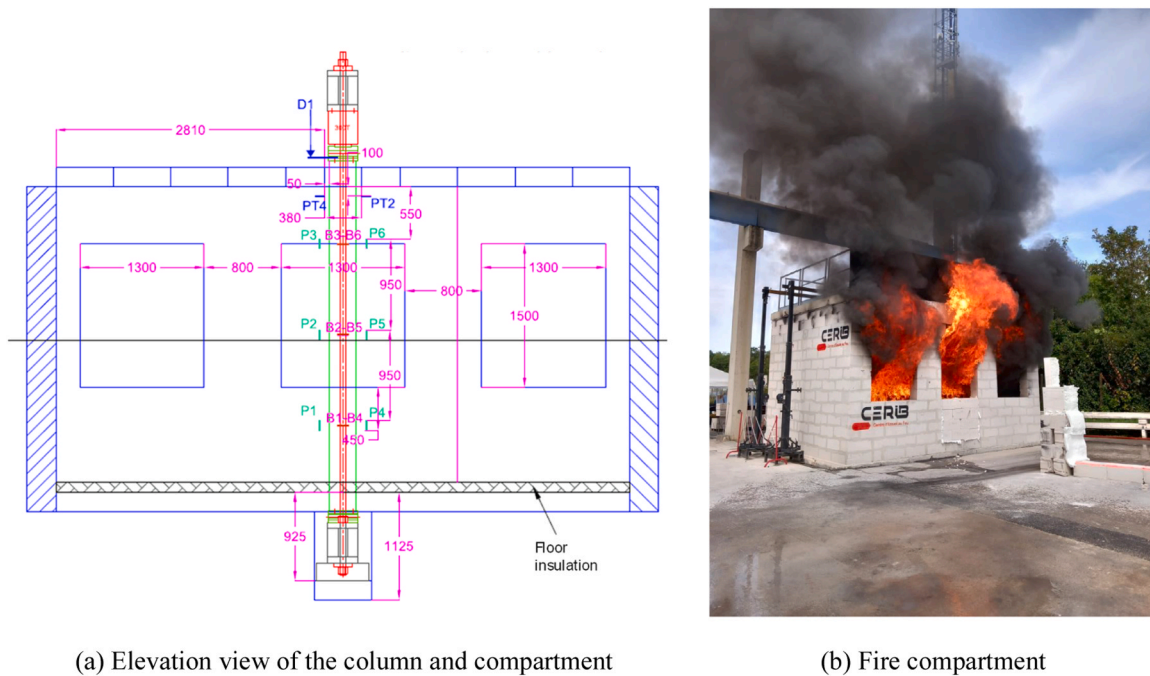 D1
2810
100
50
PT4
PT2
380
550
P3
B3-B6
P6
1300
800
1300
1300
950
800
1500
P2
B2-B5
P5
950
P1
B1-B4
P4
450
925
1125
Floor
insulation
CERIB
CERIB
(a) Elevation view of the column and compartment
(b) Fire compartment